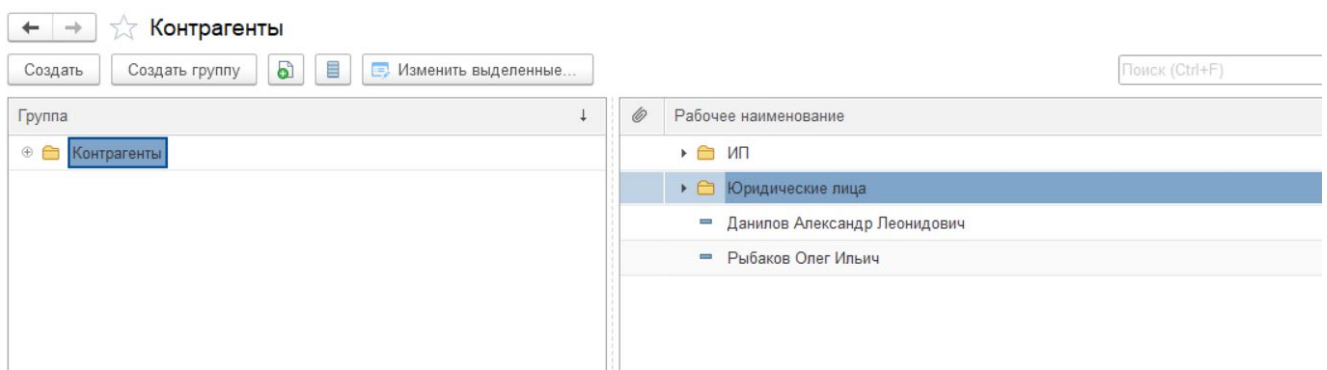 Контрагенты
Создать Создать группу Изменить выделенные... Поиск (Ctrl+F)
Группа ↓ Рабочее наименование
Контрагенты ИП
Юридические лица
Данилов Александр Леонидович
Рыбаков Олег Ильич